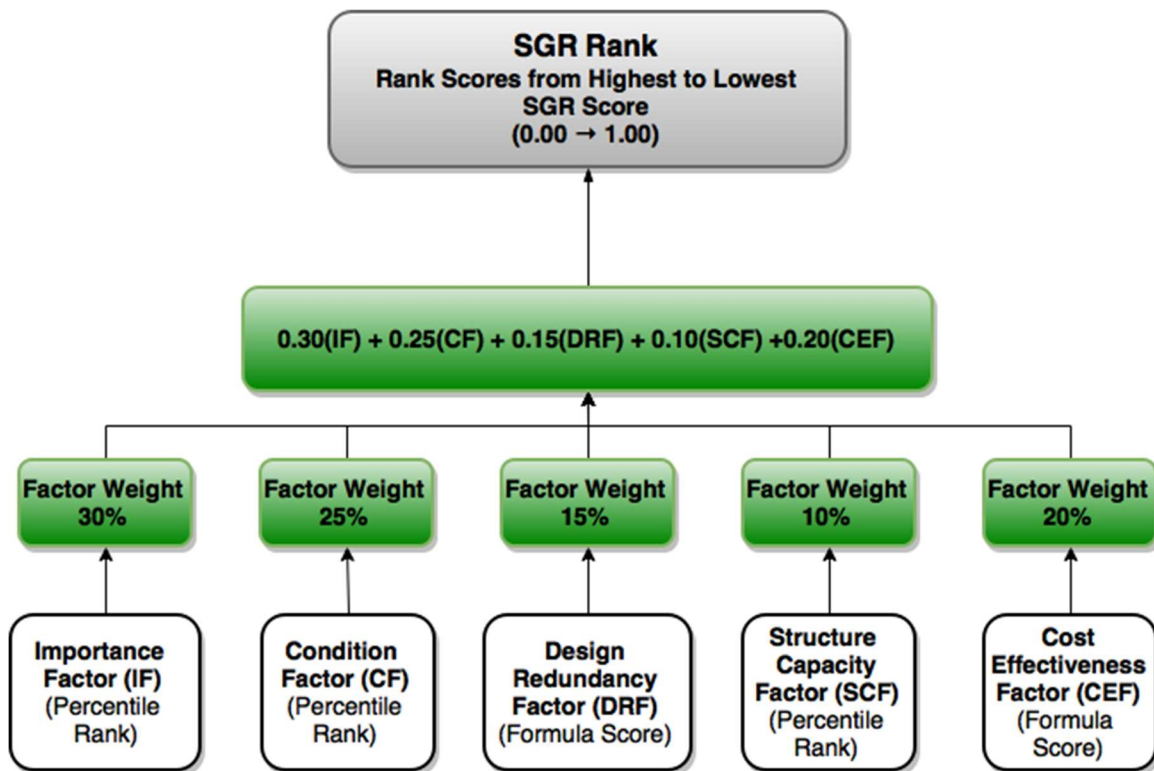 SGR Rank
Rank Scores from Highest to Lowest
SGR Score
(0.00 → 1.00)
0.30(IF) + 0.25(CF) + 0.15(DRF) + 0.10(SCF) +0.20(CEF)
Factor Weight
30%
Factor Weight
25%
Factor Weight
15%
Factor Weight
10%
Factor Weight
20%
Importance
Factor (IF)
(Percentile
Rank)
Condition
Factor (CF)
(Percentile
Rank)
Design
Redundancy
Factor (DRF)
(Formula Score)
Structure
Capacity
Factor (SCF)
(Percentile
Rank)
Cost
Effectiveness
Factor (CEF)
(Formula
Score)